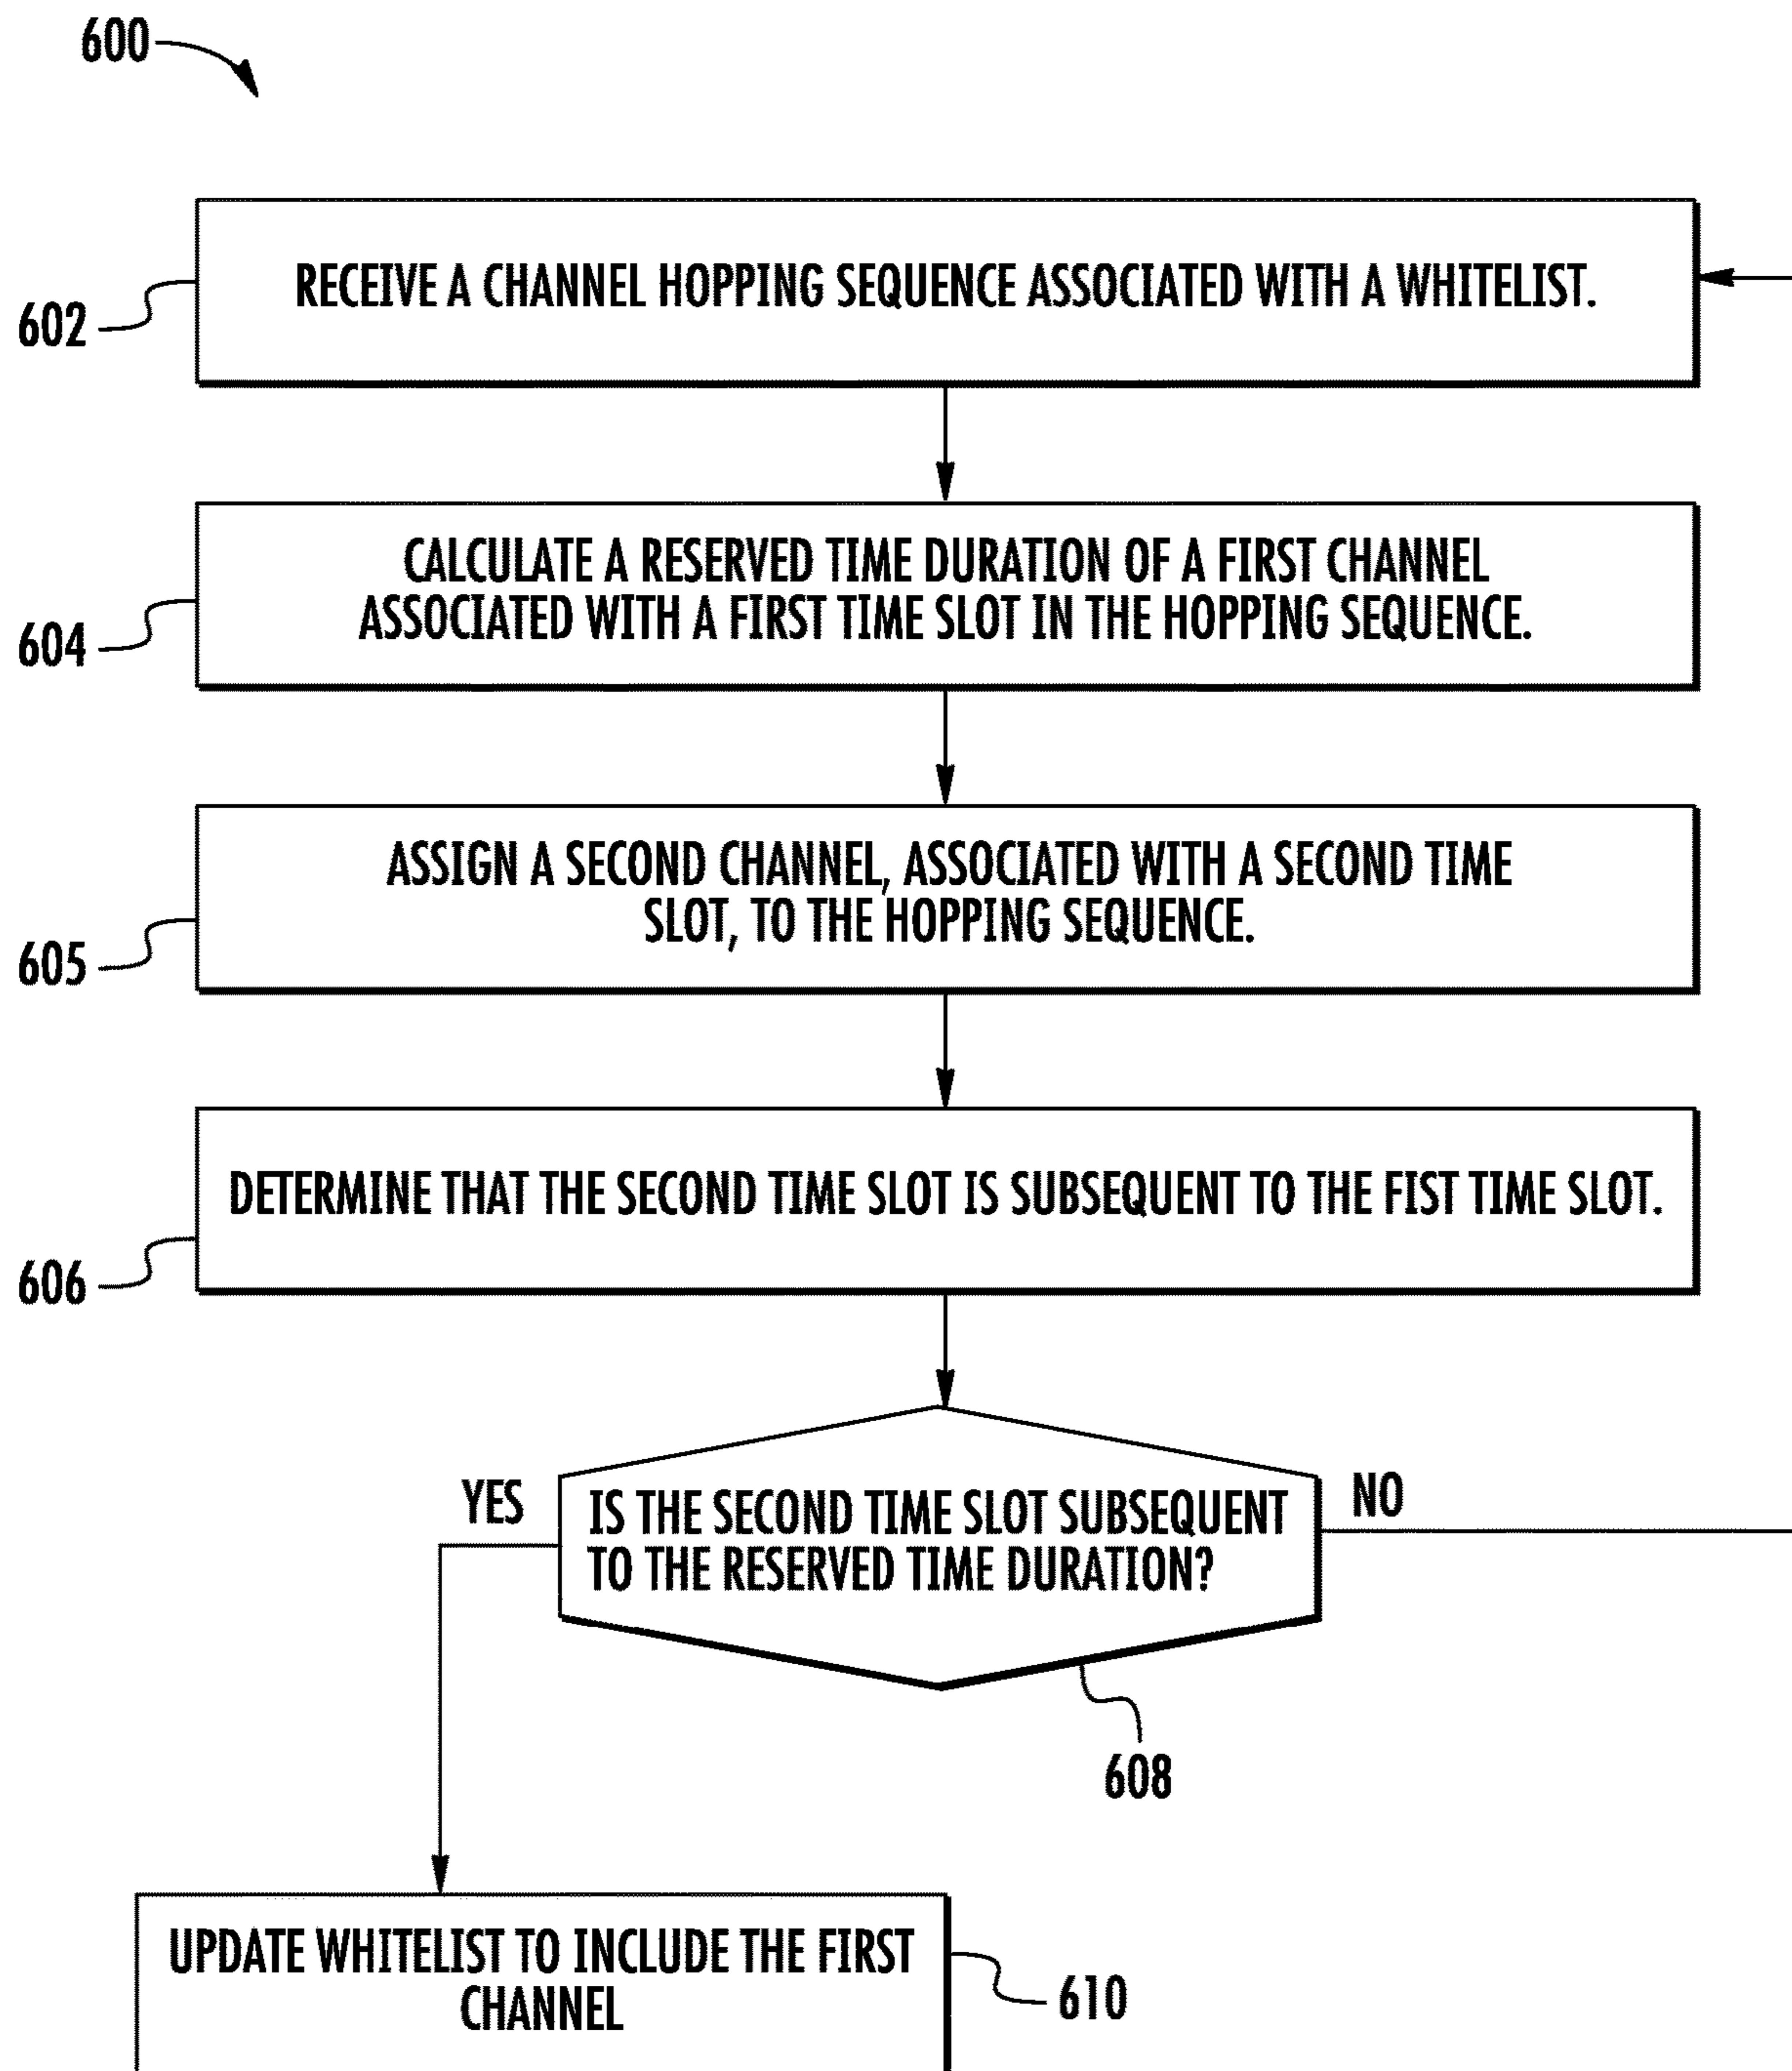 600
RECEIVE A CHANNEL HOPPING SEQUENCE ASSOCIATED WITH A WHITELIST.
602
CALCULATE A RESERVED TIME DURATION OF A FIRST CHANNEL
ASSOCIATED WITH A FIRST TIME SLOT IN THE HOPPING SEQUENCE.
604
ASSIGN A SECOND CHANNEL, ASSOCIATED WITH A SECOND TIME
SLOT, TO THE HOPPING SEQUENCE.
605
DETERMINE THAT THE SECOND TIME SLOT IS SUBSEQUENT TO THE FIST TIME SLOT.
606
YES
IS THE SECOND TIME SLOT SUBSEQUENT
TO THE RESERVED TIME DURATION?
NO
608
UPDATE WHITELIST TO INCLUDE THE FIRST
CHANNEL
610